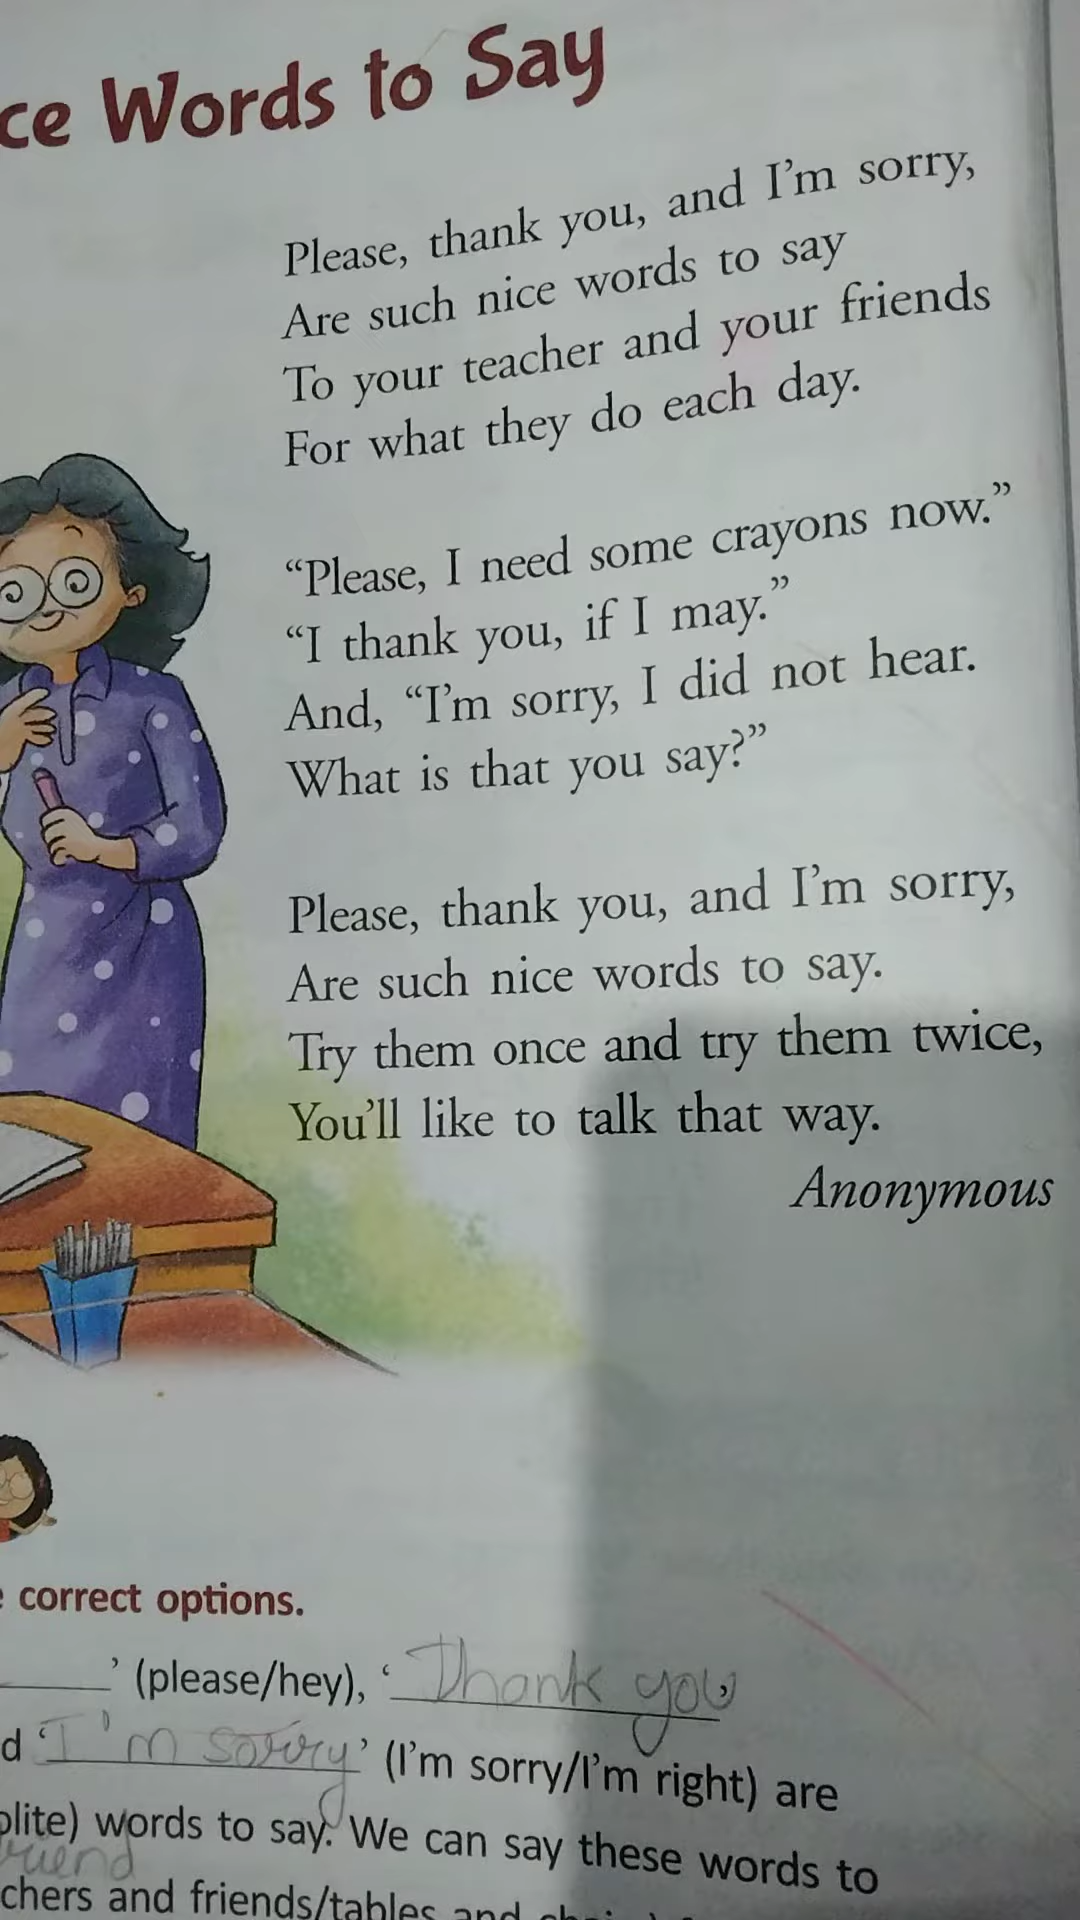 Words to Say
Please, thank you, and I'm sorry,
Are such nice words to say
To your teacher and your friends
For what they do each day.
“Please, I need some crayons now.”
“I thank you, if I may.”
And, “I'm sorry, I did not hear.
What is that you say?”
Please, thank you, and I'm sorry,
Are such nice words to say.
Try them once and try them twice,
You'll like to talk that way.
Anonymous
correct options.
’ (please/hey), ‘Thank you’
‘I'm sorry’ (I'm sorry/I'm right) are
words to say. We can say these words to
friend
and friends/tables and